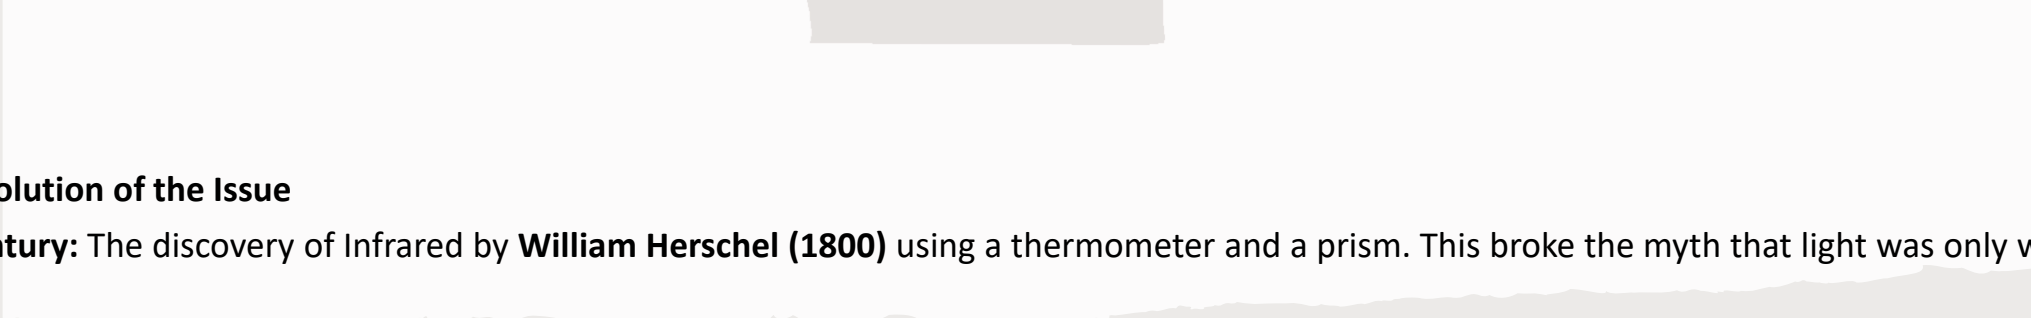 olution of the Issue
tury: The discovery of Infrared by William Herschel (1800) using a thermometer and a prism. This broke the myth that light was only